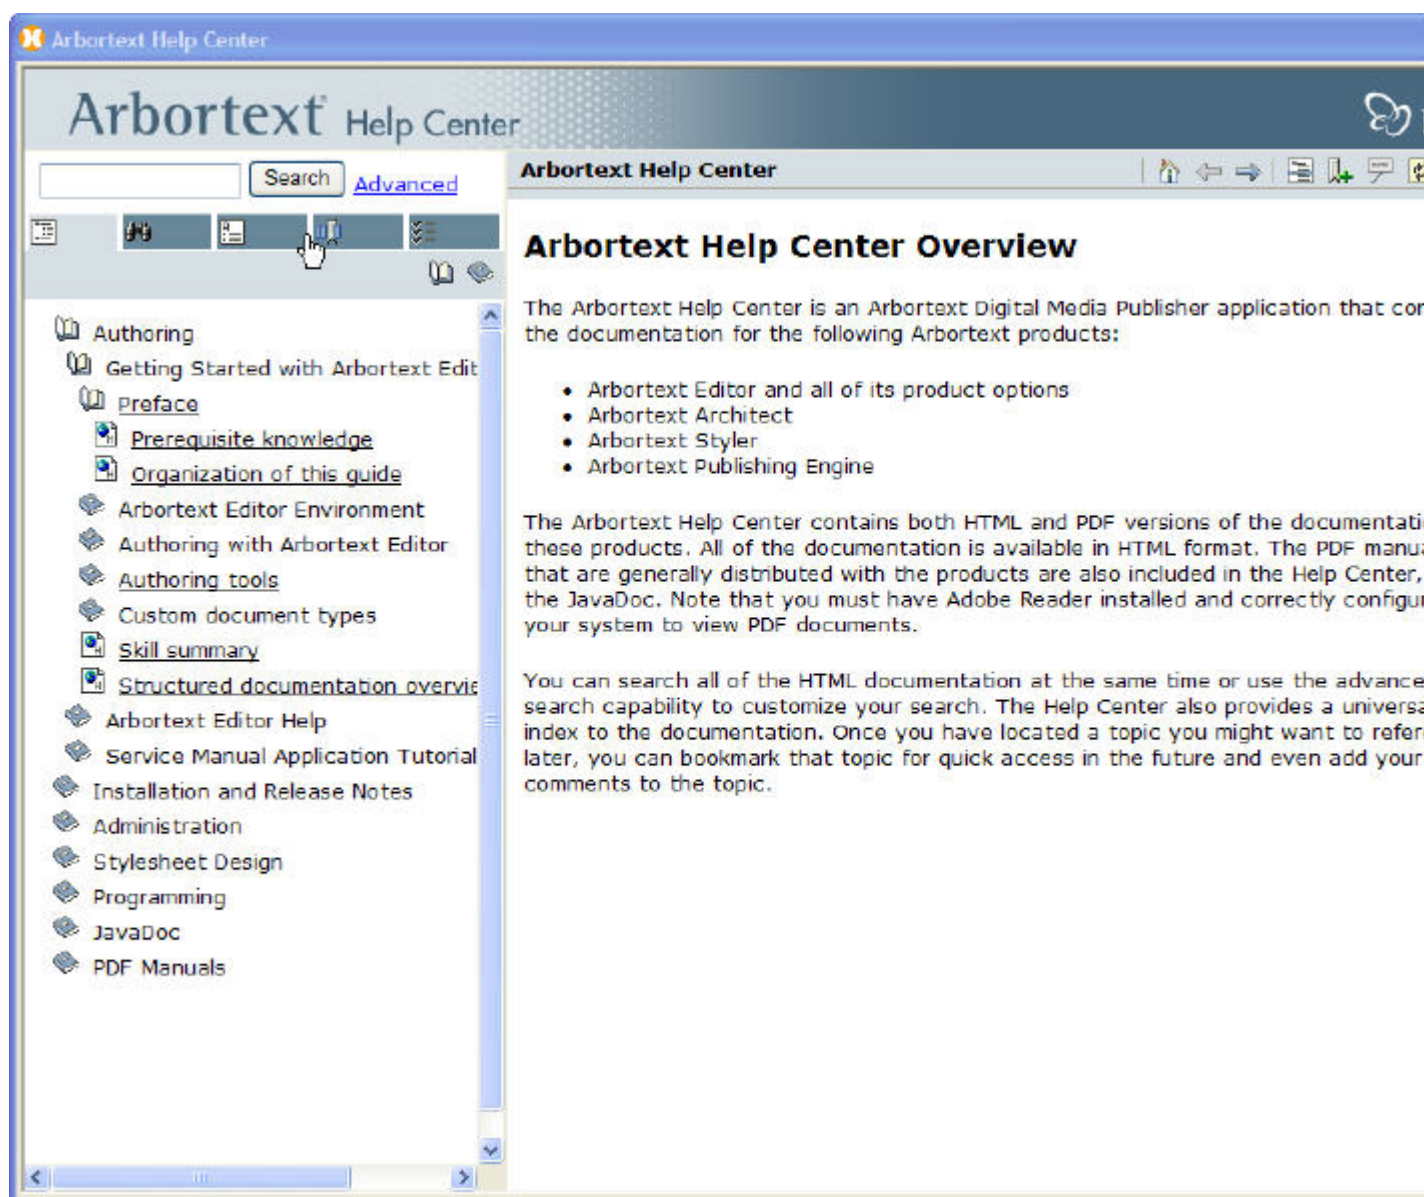 Arbortext Help Center
Arbortext Help Center
Search Advanced
Arbortext Help Center
Authoring
Getting Started with Arbortext Edit
Preface
Prerequisite knowledge
Organization of this guide
Arbortext Editor Environment
Authoring with Arbortext Editor
Authoring tools
Custom document types
Skill summary
Structured documentation overvie
Arbortext Editor Help
Service Manual Application Tutorial
Installation and Release Notes
Administration
Stylesheet Design
Programming
JavaDoc
PDF Manuals
Arbortext Help Center Overview
The Arbortext Help Center is an Arbortext Digital Media Publisher application that con
the documentation for the following Arbortext products:
• Arbortext Editor and all of its product options
• Arbortext Architect
• Arbortext Styler
• Arbortext Publishing Engine
The Arbortext Help Center contains both HTML and PDF versions of the documentati
these products. All of the documentation is available in HTML format. The PDF manua
that are generally distributed with the products are also included in the Help Center,
the JavaDoc. Note that you must have Adobe Reader installed and correctly configur
your system to view PDF documents.
You can search all of the HTML documentation at the same time or use the advance
search capability to customize your search. The Help Center also provides a universa
index to the documentation. Once you have located a topic you might want to refer
later, you can bookmark that topic for quick access in the future and even add your
comments to the topic.